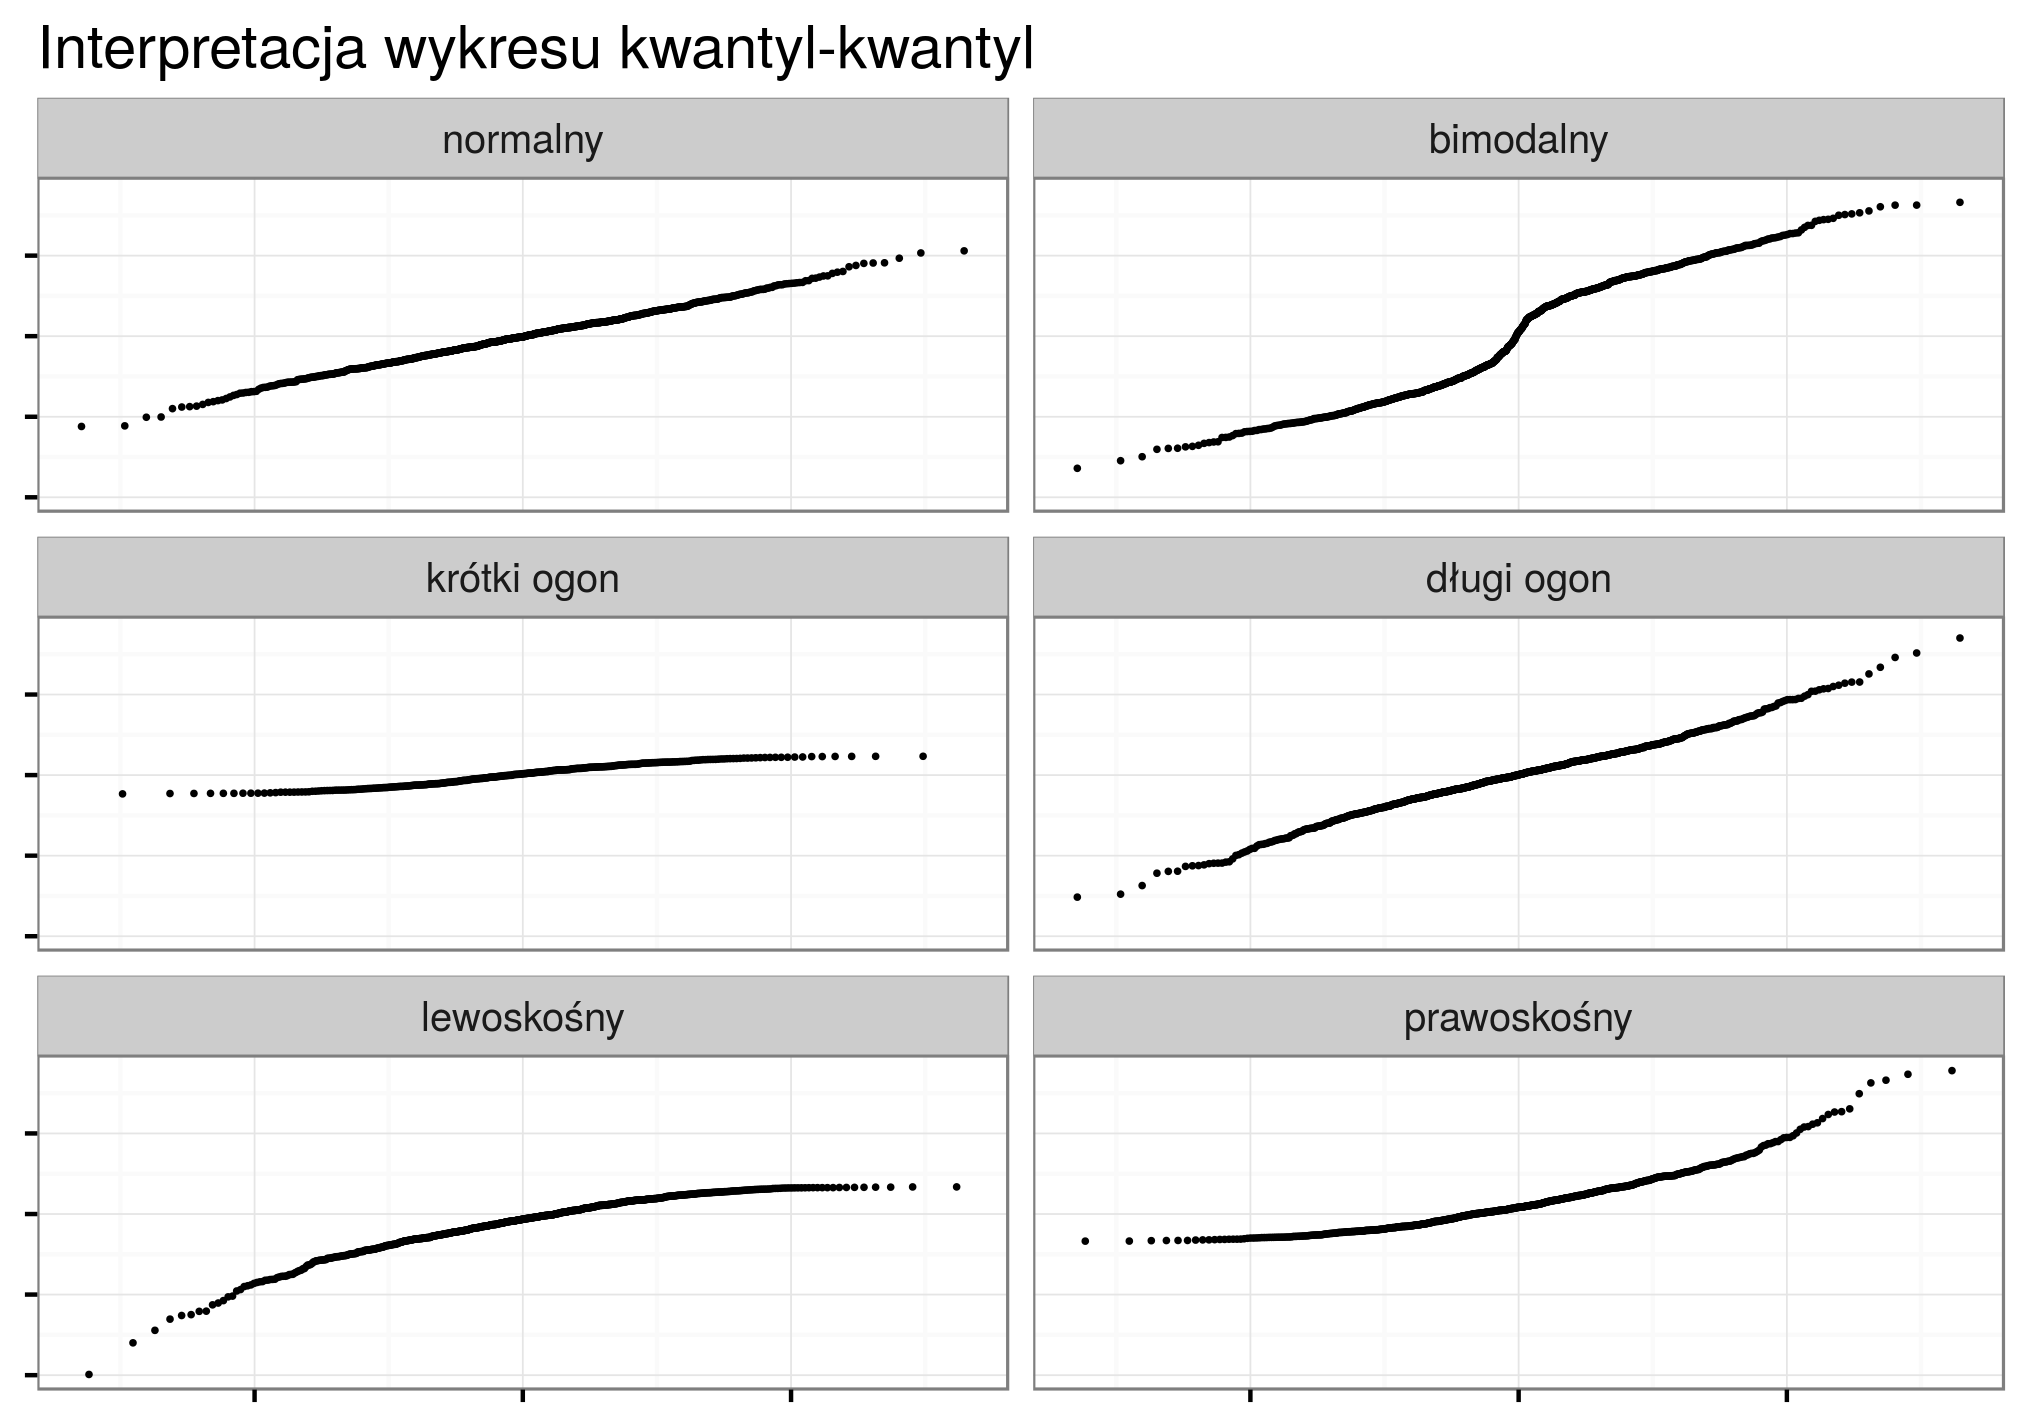 Interpretacja wykresu kwantyl-kwantyl
normalny
bimodalny
krótki ogon
długi ogon
lewoskośny
prawoskośny